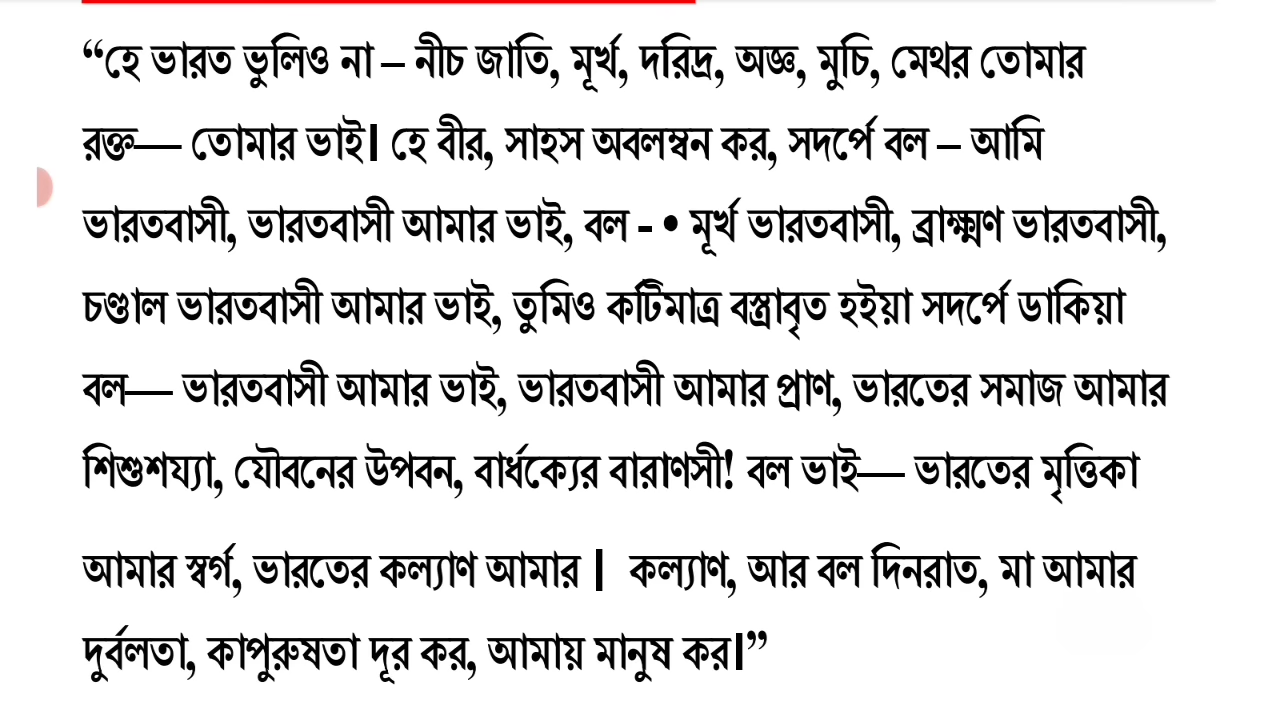 “হে ভারত ভুলিও না – নীচ জাতি, মূর্খ, দরিদ্র, অজ্ঞ, মুচি, মেথর তোমার
রক্ত— তোমার ভাই। হে বীর, সাহস অবলম্বন কর, সদর্পে বল – আমি
ভারতবাসী, ভারতবাসী আমার ভাই, বল - • মূর্খ ভারতবাসী, ব্রাক্ষ্মণ ভারতবাসী,
চণ্ডাল ভারতবাসী আমার ভাই, তুমিও কটিমাত্র বস্ত্রাবৃত হইয়া সদর্পে ডাকিয়া
বল— ভারতবাসী আমার ভাই, ভারতবাসী আমার প্রাণ, ভারতের সমাজ আমার
শিশুশয্যা, যৌবনের উপবন, বার্ধক্যের বারাণসী! বল ভাই— ভারতের মৃত্তিকা
আমার স্বর্গ, ভারতের কল্যাণ আমার | কল্যাণ, আর বল দিনরাত, মা আমার
দুর্বলতা, কাপুরুষতা দূর কর, আমায় মানুষ কর।”